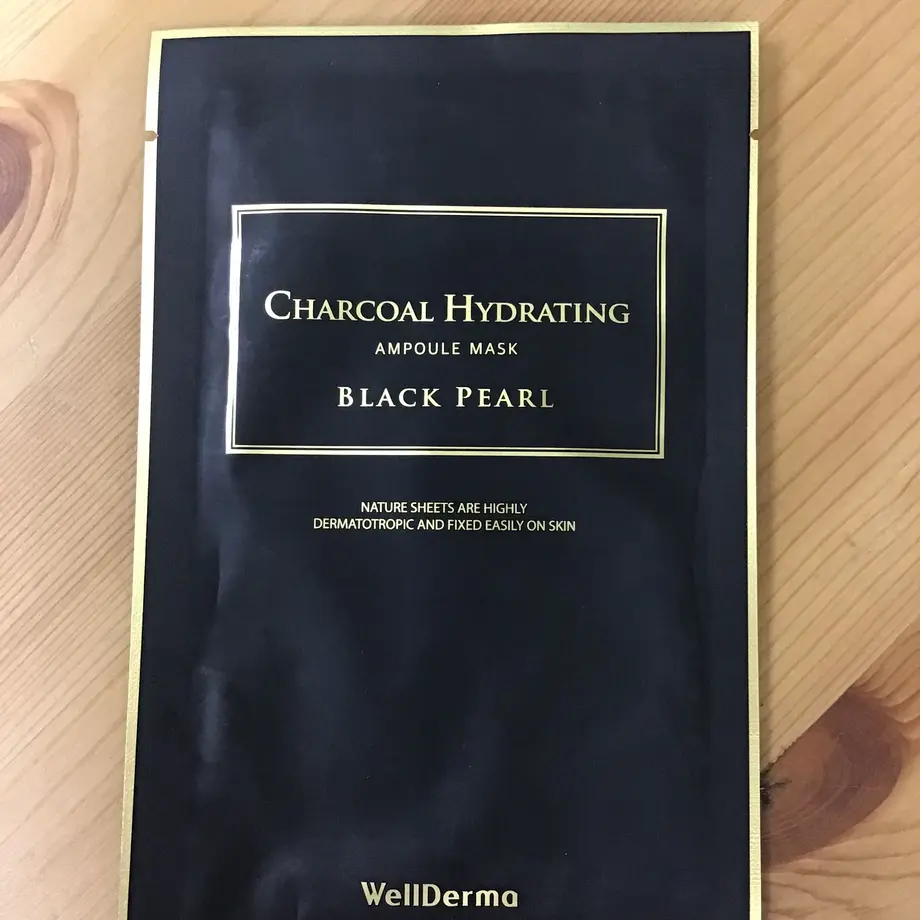 CHARCOAL HYDRATING
AMPOULE MASK
BLACK PEARL
NATURE SHEETS ARE HIGHLY
DERMATOTROPIC AND FIXED EASILY ON SKIN
WellDerma